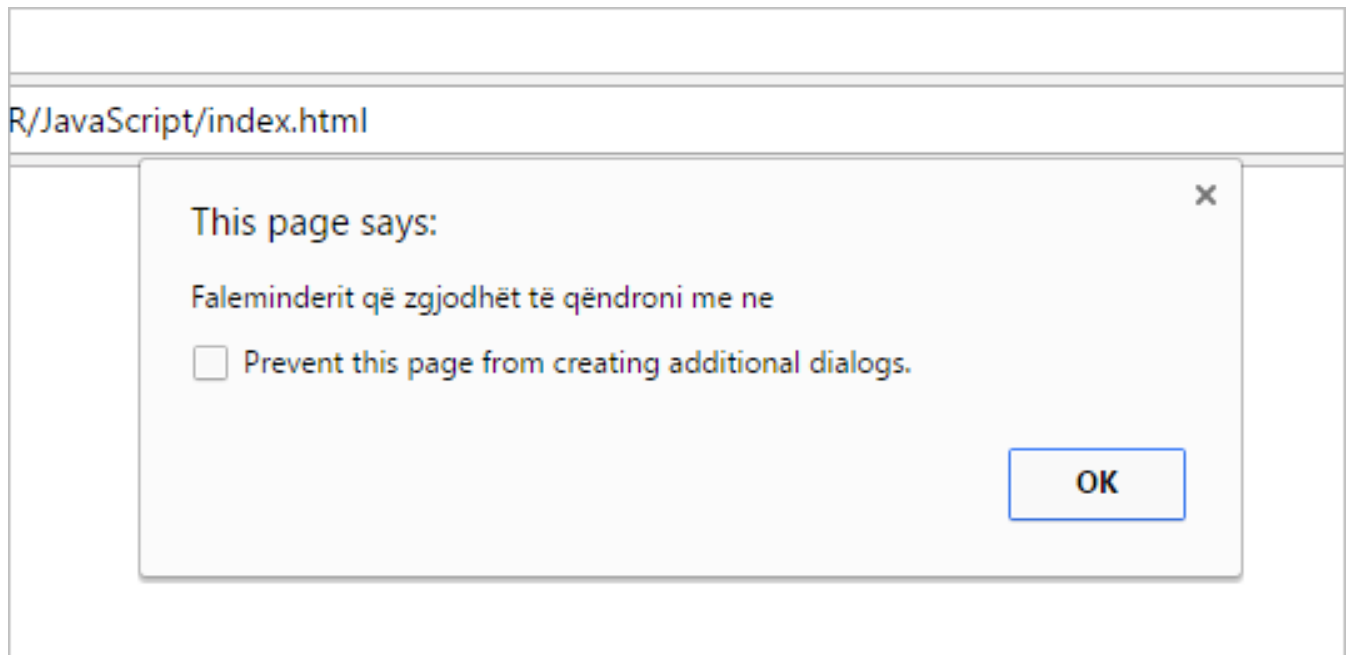 R/JavaScript/index.html
This page says:
Faleminderit që zgjodhët të qëndroni me ne
Prevent this page from creating additional dialogs.
OK